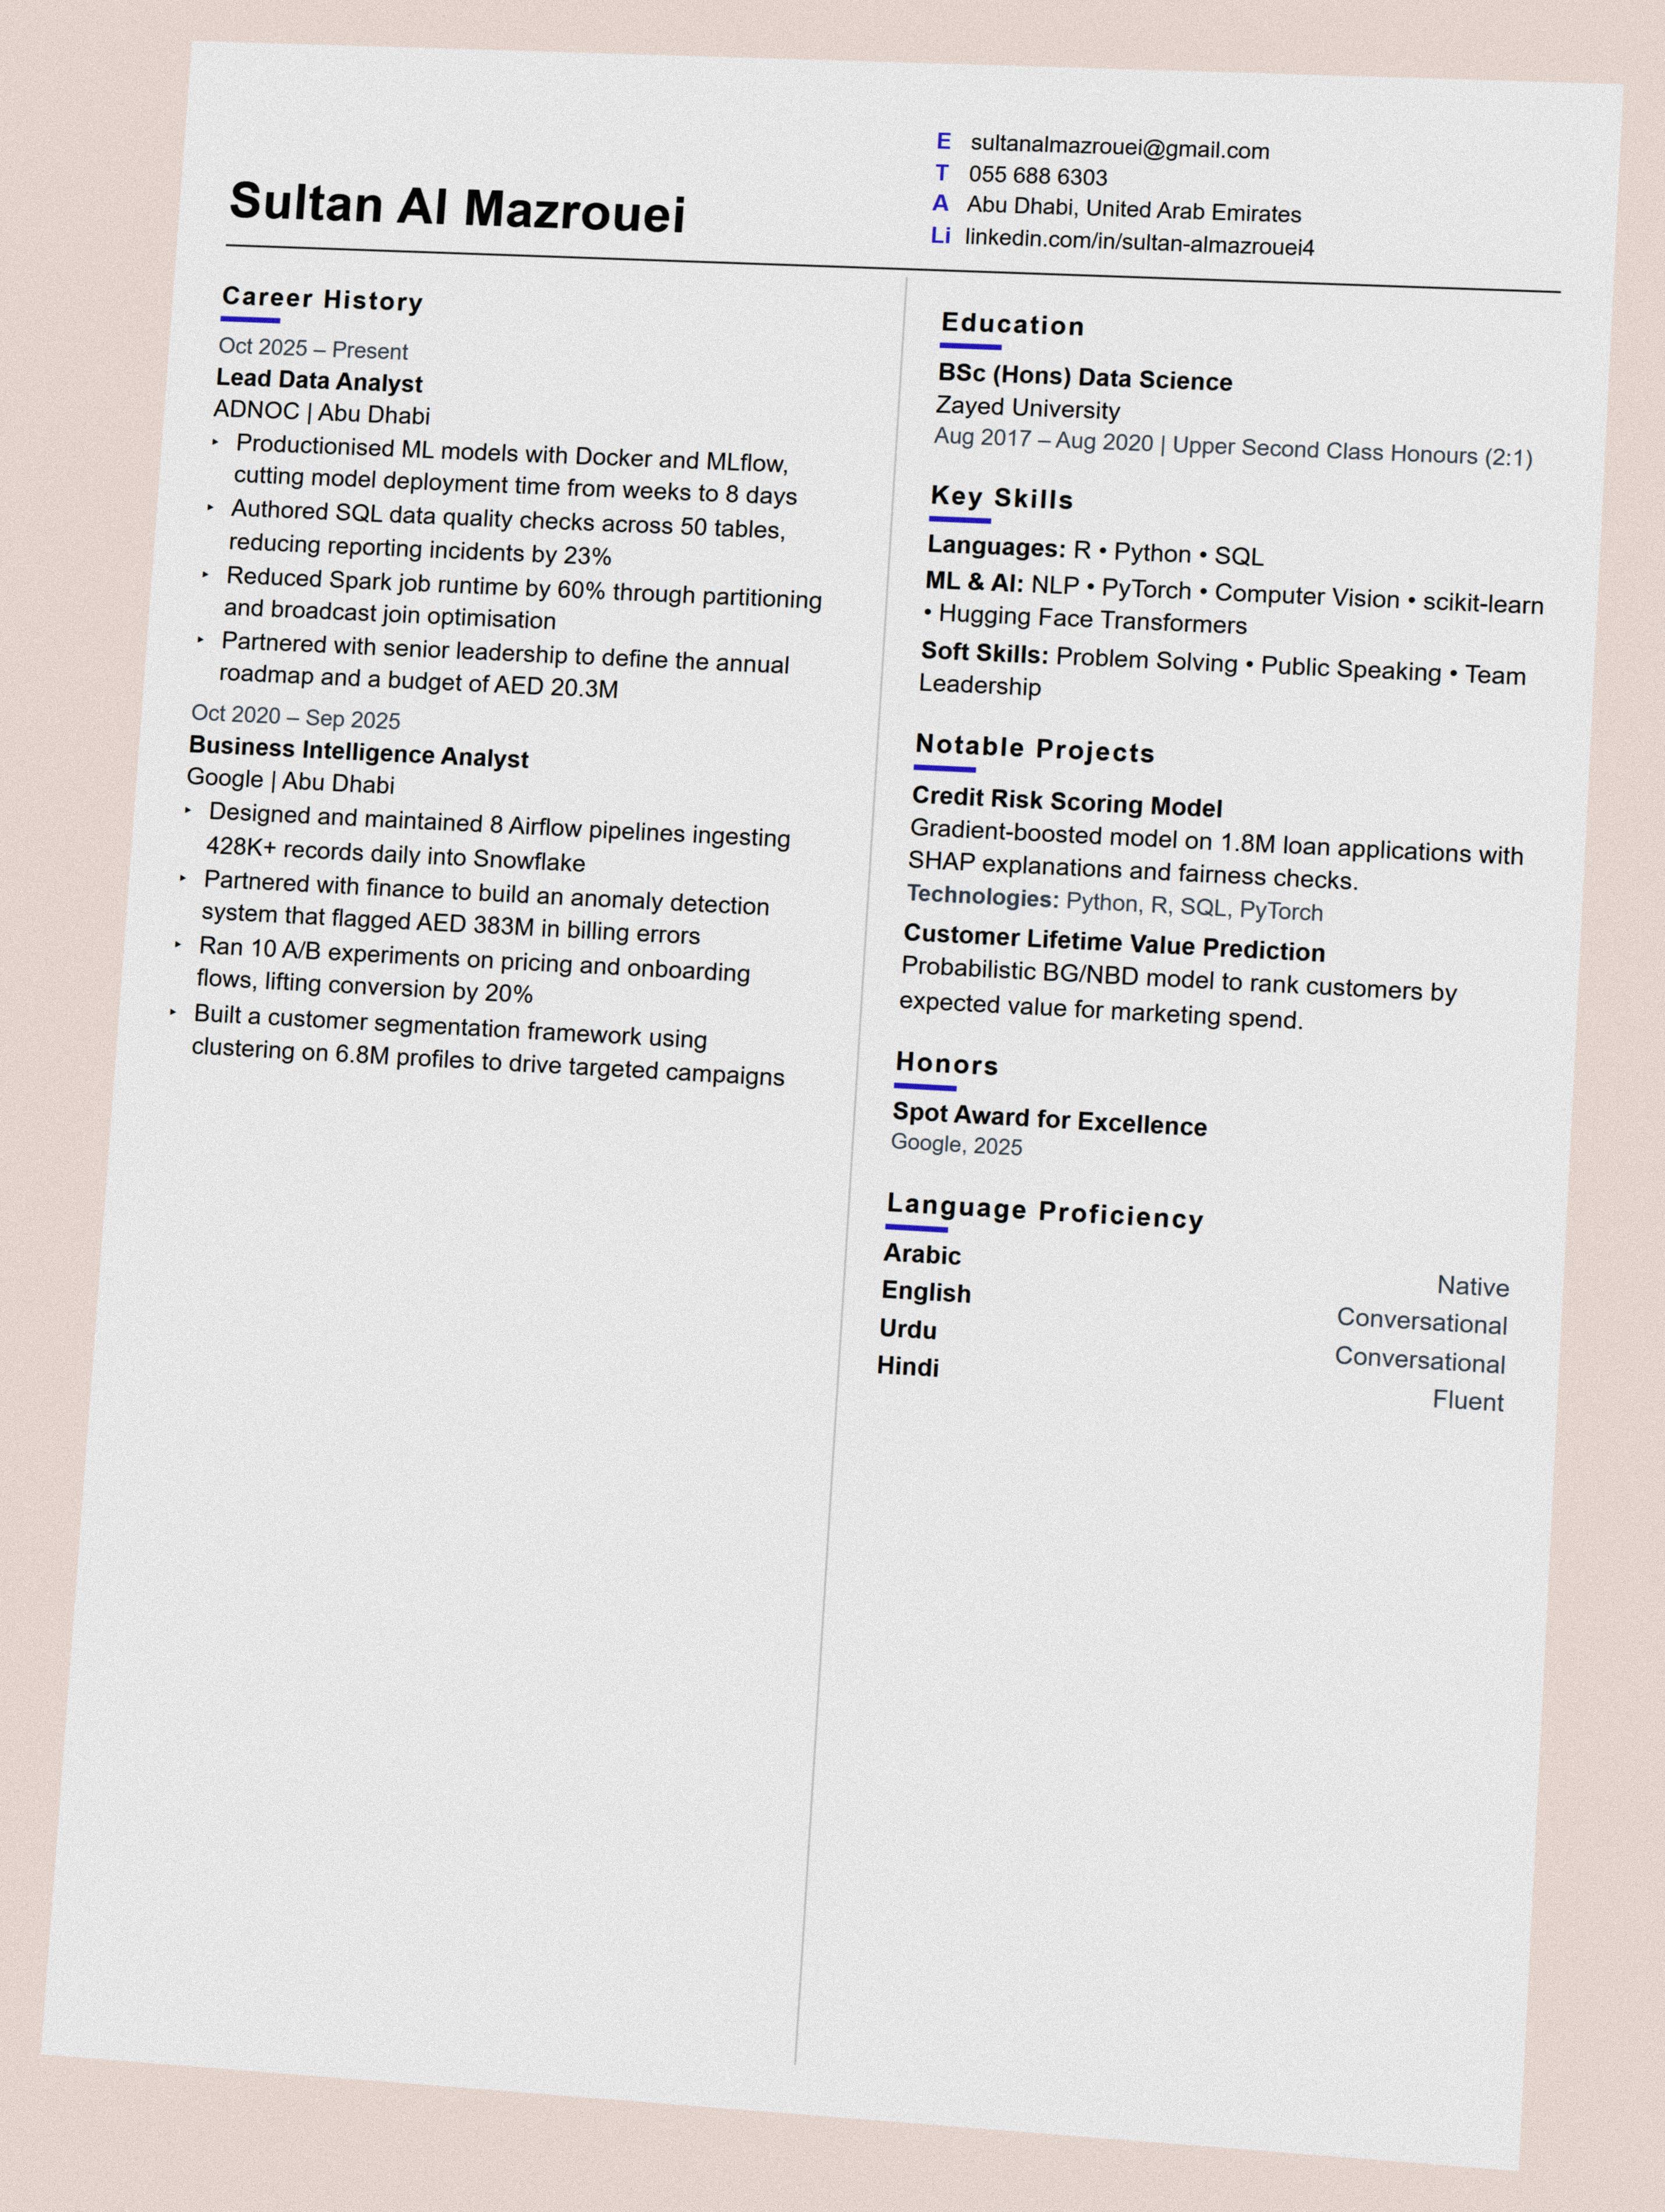 Sultan Al Mazrouei
E sultanalmazrouei@gmail.com
T 055 688 6303
A Abu Dhabi, United Arab Emirates
Li linkedin.com/in/sultan-almazrouei4
Career History
Oct 2025 – Present
Lead Data Analyst
ADNOC | Abu Dhabi
‣ Productionised ML models with Docker and MLflow,
cutting model deployment time from weeks to 8 days
‣ Authored SQL data quality checks across 50 tables,
reducing reporting incidents by 23%
‣ Reduced Spark job runtime by 60% through partitioning
and broadcast join optimisation
‣ Partnered with senior leadership to define the annual
roadmap and a budget of AED 20.3M
Oct 2020 – Sep 2025
Business Intelligence Analyst
Google | Abu Dhabi
‣ Designed and maintained 8 Airflow pipelines ingesting
428K+ records daily into Snowflake
‣ Partnered with finance to build an anomaly detection
system that flagged AED 383M in billing errors
‣ Ran 10 A/B experiments on pricing and onboarding
flows, lifting conversion by 20%
‣ Built a customer segmentation framework using
clustering on 6.8M profiles to drive targeted campaigns
Education
BSc (Hons) Data Science
Zayed University
Aug 2017 – Aug 2020 | Upper Second Class Honours (2:1)
Key Skills
Languages: R • Python • SQL
ML & AI: NLP • PyTorch • Computer Vision • scikit-learn
• Hugging Face Transformers
Soft Skills: Problem Solving • Public Speaking • Team
Leadership
Notable Projects
Credit Risk Scoring Model
Gradient-boosted model on 1.8M loan applications with
SHAP explanations and fairness checks.
Technologies: Python, R, SQL, PyTorch
Customer Lifetime Value Prediction
Probabilistic BG/NBD model to rank customers by
expected value for marketing spend.
Honors
Spot Award for Excellence
Google, 2025
Language Proficiency
Arabic Native
English Conversational
Urdu Conversational
Hindi Fluent